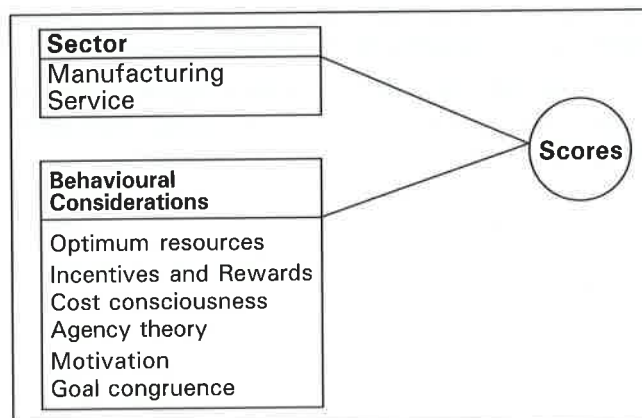 Sector
Manufacturing
Service
Scores
Behavioural
Considerations
Optimum resources
Incentives and Rewards
Cost consciousness
Agency theory
Motivation
Goal congruence